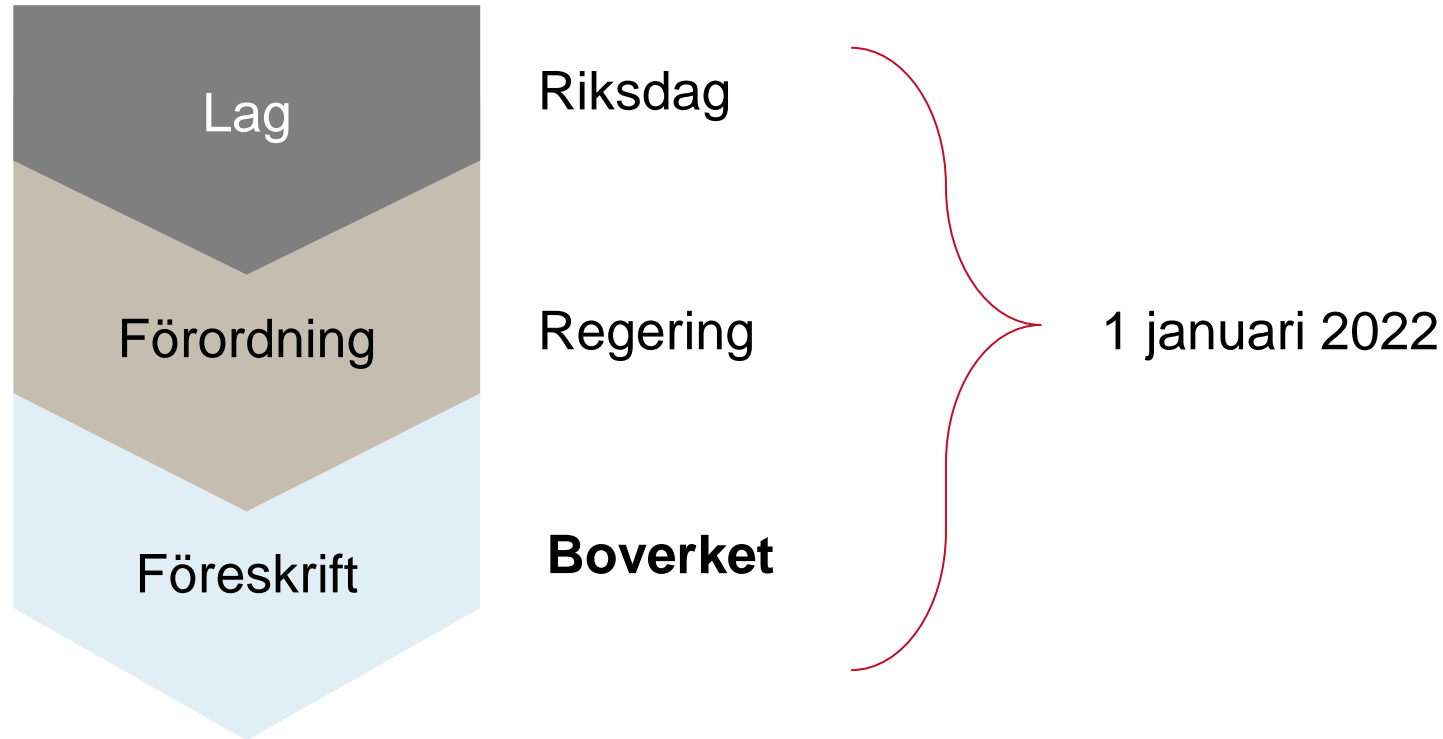 Lag
Riksdag
Förordning
Regering
1 januari 2022
Föreskrift
Boverket